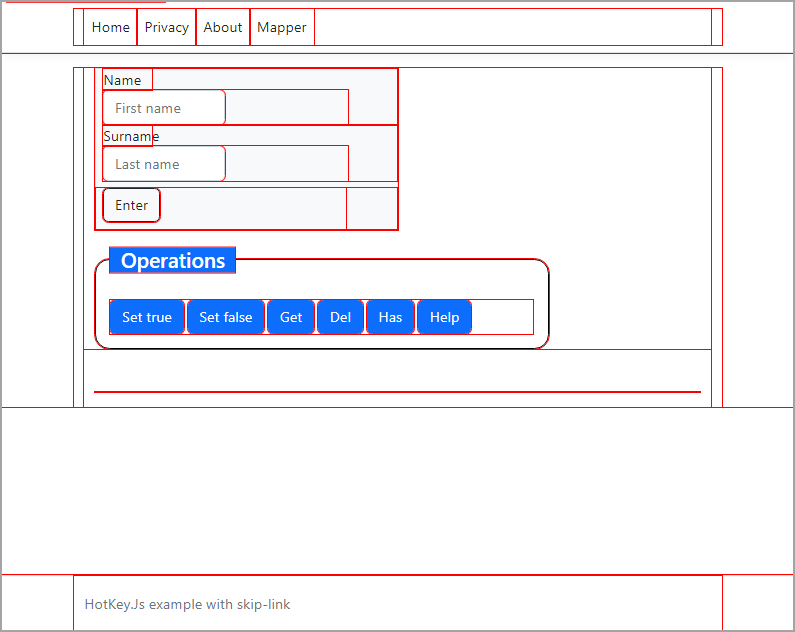 Home Privacy About Mapper
Name
First name
Surname
Last name
Enter
Operations
Set true Set false Get Del Has Help
HotKey.Js example with skip-link